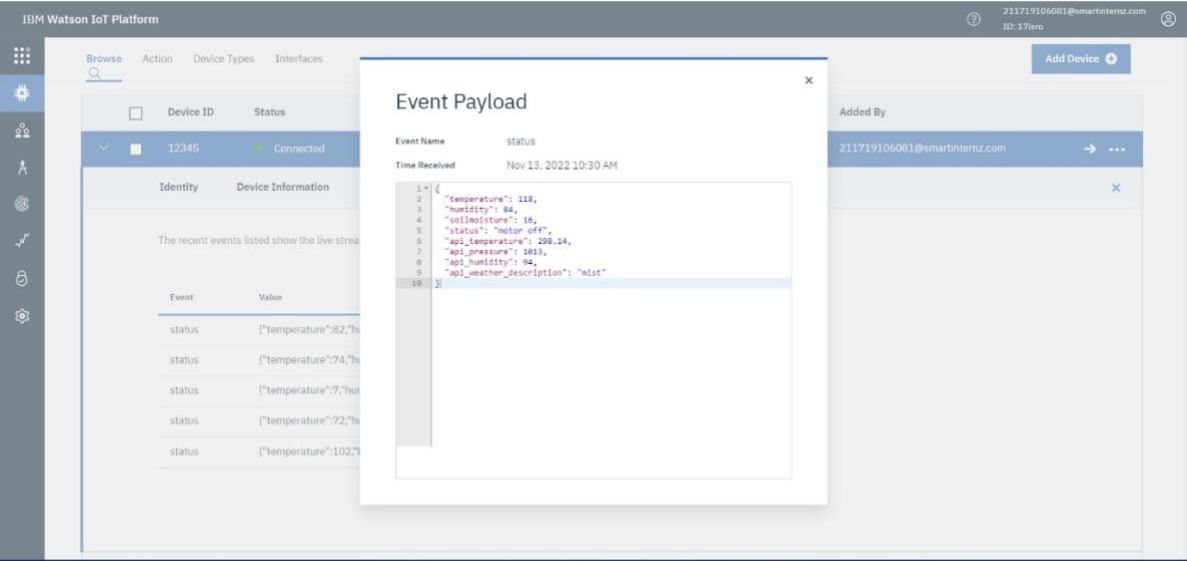 IBM Watson IoT Platform
211719106081@smartinternz.com
ID: 17lsro
Browse Action Device Types Interfaces
Add Device
Device ID Status Added By
12345 Connected 211719106081@smartinternz.com
Identity Device Information
The recent events listed show the live strea
Event Value
status {"temperature":82,"hu
status {"temperature":74,"hu
status {"temperature":7,"hur
status {"temperature":72,"hu
status {"temperature":102,"
Event Payload
Event Name status
Time Received Nov 13, 2022 10:30 AM
1 {
2 "temperature": 118,
3 "humidity": 84,
4 "soilmoisture": 16,
5 "status": "motor off",
6 "api_temperature": 298.14,
7 "api_pressure": 1013,
8 "api_humidity": 94,
9 "api_weather_description": "mist"
10 }